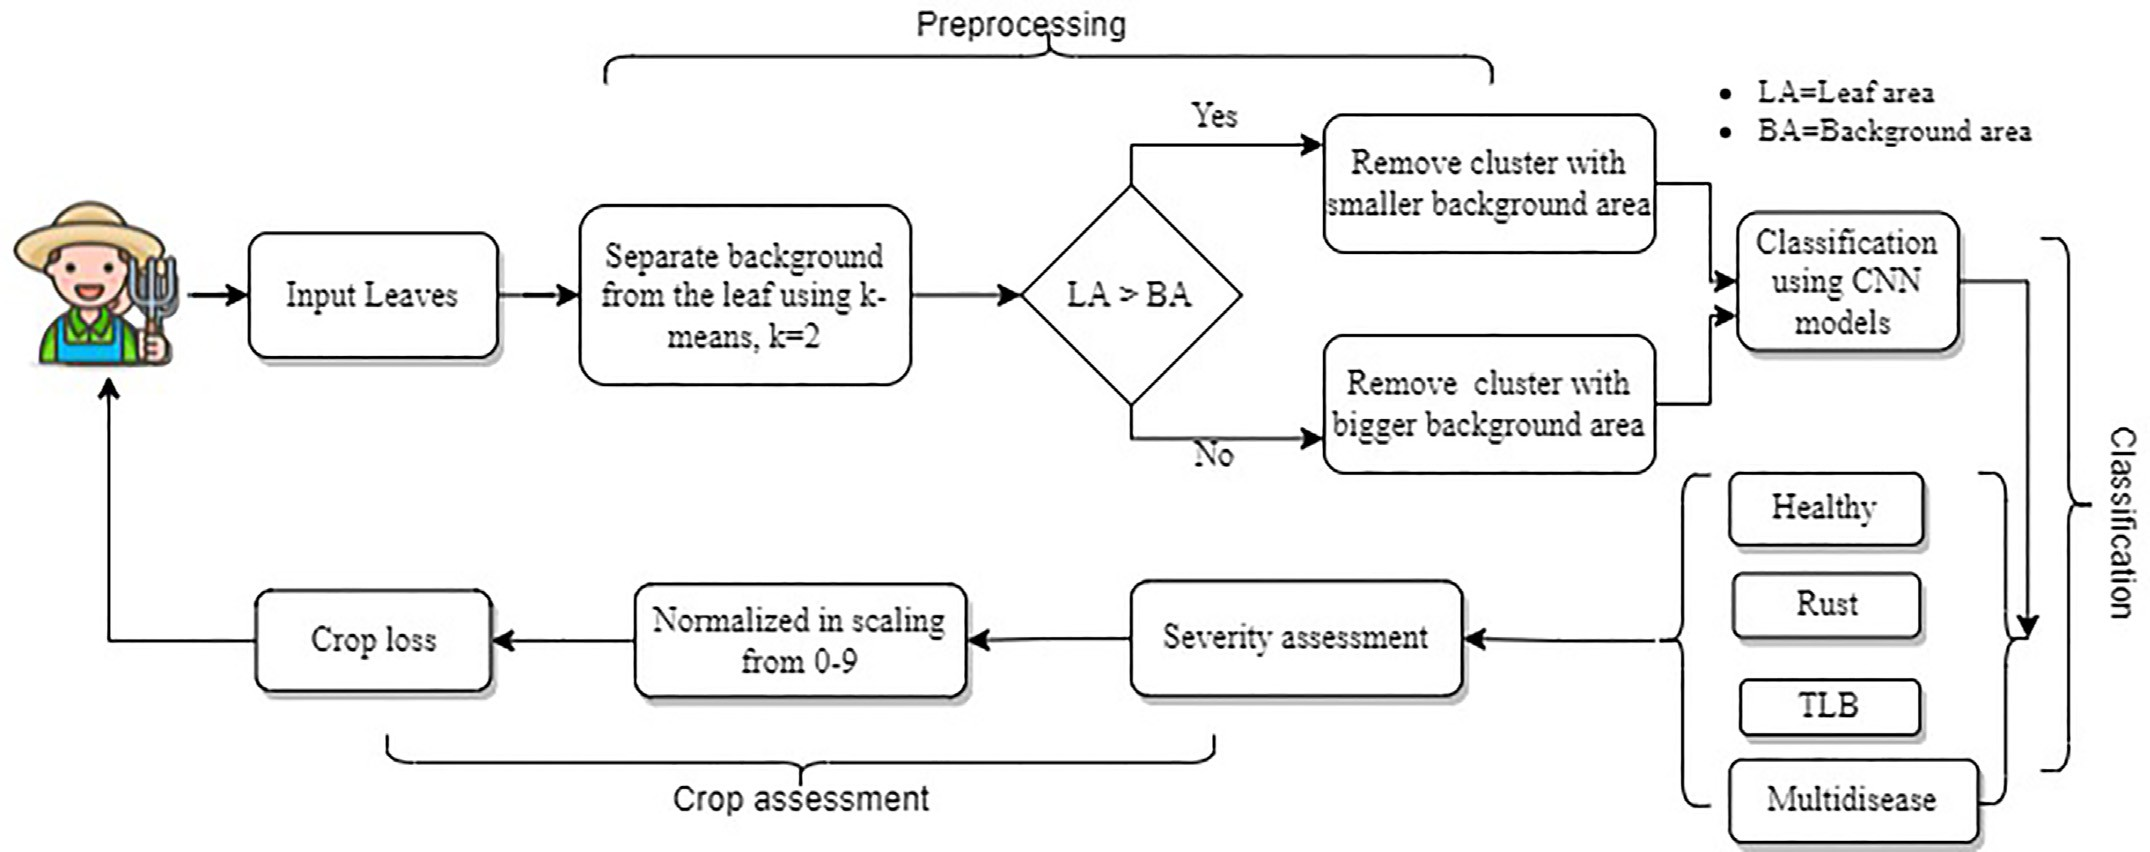 Preprocessing
LA=Leaf area
BA=Background area
Yes
Remove cluster with
smaller background area
Input Leaves
Separate background
from the leaf using k-
means, k=2
LA > BA
Classification
using CNN
models
Remove  cluster with
bigger background area
No
Classification
Healthy
Rust
TLB
Multidisease
Severity assessment
Normalized in scaling
from 0-9
Crop loss
Crop assessment